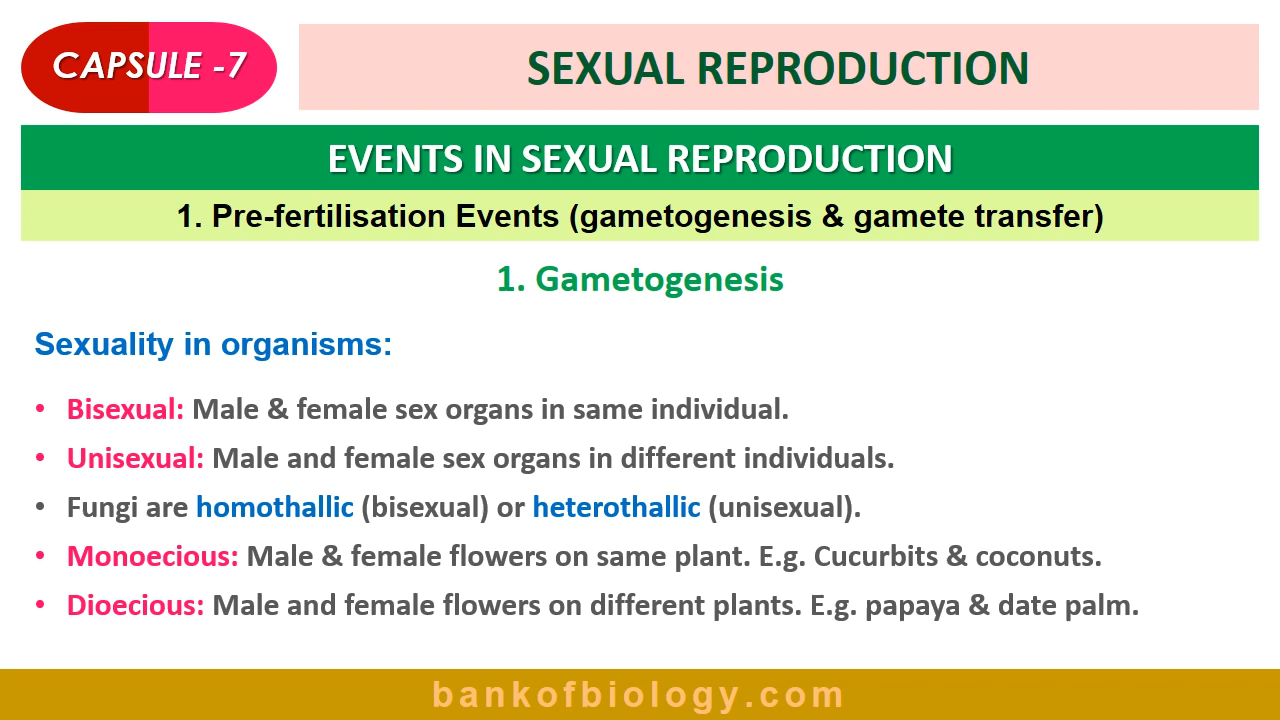 CAPSULE -7
SEXUAL REPRODUCTION
EVENTS IN SEXUAL REPRODUCTION
1. Pre-fertilisation Events (gametogenesis & gamete transfer)
1. Gametogenesis
Sexuality in organisms:
• Bisexual: Male & female sex organs in same individual.
• Unisexual: Male and female sex organs in different individuals.
• Fungi are homothallic (bisexual) or heterothallic (unisexual).
• Monoecious: Male & female flowers on same plant. E.g. Cucurbits & coconuts.
• Dioecious: Male and female flowers on different plants. E.g. papaya & date palm.
bankofbiology.com